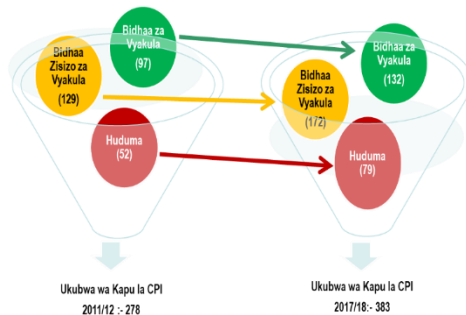 Bidhaa za
Vyakula
(97)
Bidhaa
Zisizo za
Vyakula
(129)
Huduma
(52)
Bidhaa za
Vyakula
(132)
Bidhaa
Zisizo za
Vyakula
(172)
Huduma
(79)
Ukubwa wa Kapu la CPI
2011/12 :- 278
Ukubwa wa Kapu la CPI
2017/18:- 383